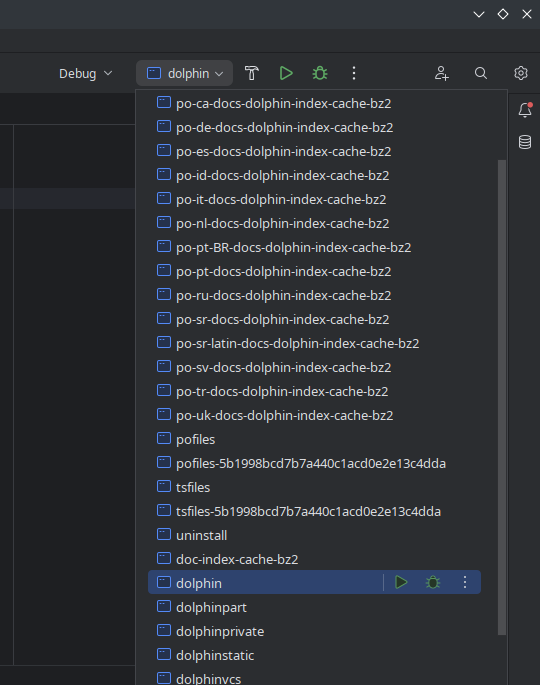 Debug
dolphin
po-ca-docs-dolphin-index-cache-bz2
po-de-docs-dolphin-index-cache-bz2
po-es-docs-dolphin-index-cache-bz2
po-id-docs-dolphin-index-cache-bz2
po-it-docs-dolphin-index-cache-bz2
po-nl-docs-dolphin-index-cache-bz2
po-pt-BR-docs-dolphin-index-cache-bz2
po-pt-docs-dolphin-index-cache-bz2
po-ru-docs-dolphin-index-cache-bz2
po-sr-docs-dolphin-index-cache-bz2
po-sr-latin-docs-dolphin-index-cache-bz2
po-sv-docs-dolphin-index-cache-bz2
po-tr-docs-dolphin-index-cache-bz2
po-uk-docs-dolphin-index-cache-bz2
pofiles
pofiles-5b1998bcd7b7a440c1acd0e2e13c4dda
tsfiles
tsfiles-5b1998bcd7b7a440c1acd0e2e13c4dda
uninstall
doc-index-cache-bz2
dolphin
dolphinpart
dolphinprivate
dolphinstatic
dolphinvcs